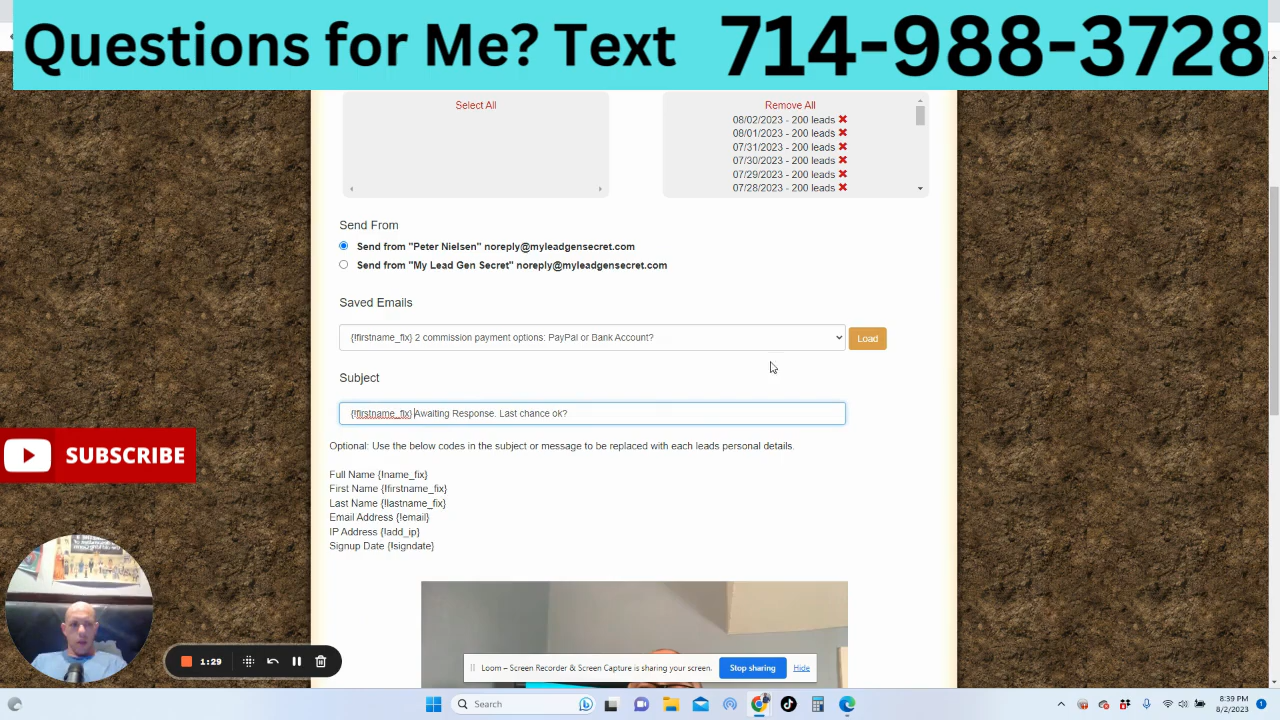 Questions for Me? Text 714-988-3728
Select All
Remove All
08/02/2023 - 200 leads
08/01/2023 - 200 leads
07/31/2023 - 200 leads
07/30/2023 - 200 leads
07/29/2023 - 200 leads
07/28/2023 - 200 leads
Send From
Send from "Peter Nielsen" noreply@myleadgensecret.com
Send from "My Lead Gen Secret" noreply@myleadgensecret.com
Saved Emails
{!firstname_fix} 2 commission payment options: PayPal or Bank Account?
Load
Subject
{!firstname_fix} Awaiting Response. Last chance ok?
Optional: Use the below codes in the subject or message to be replaced with each leads personal details.
SUBSCRIBE
Full Name {!name_fix}
First Name {!firstname_fix}
Last Name {!lastname_fix}
Email Address {!email}
IP Address {!add_ip}
Signup Date {!signdate}
1:29
Loom – Screen Recorder & Screen Capture is sharing your screen.
Stop sharing
Hide
Search
8:39 PM
8/2/2023
1